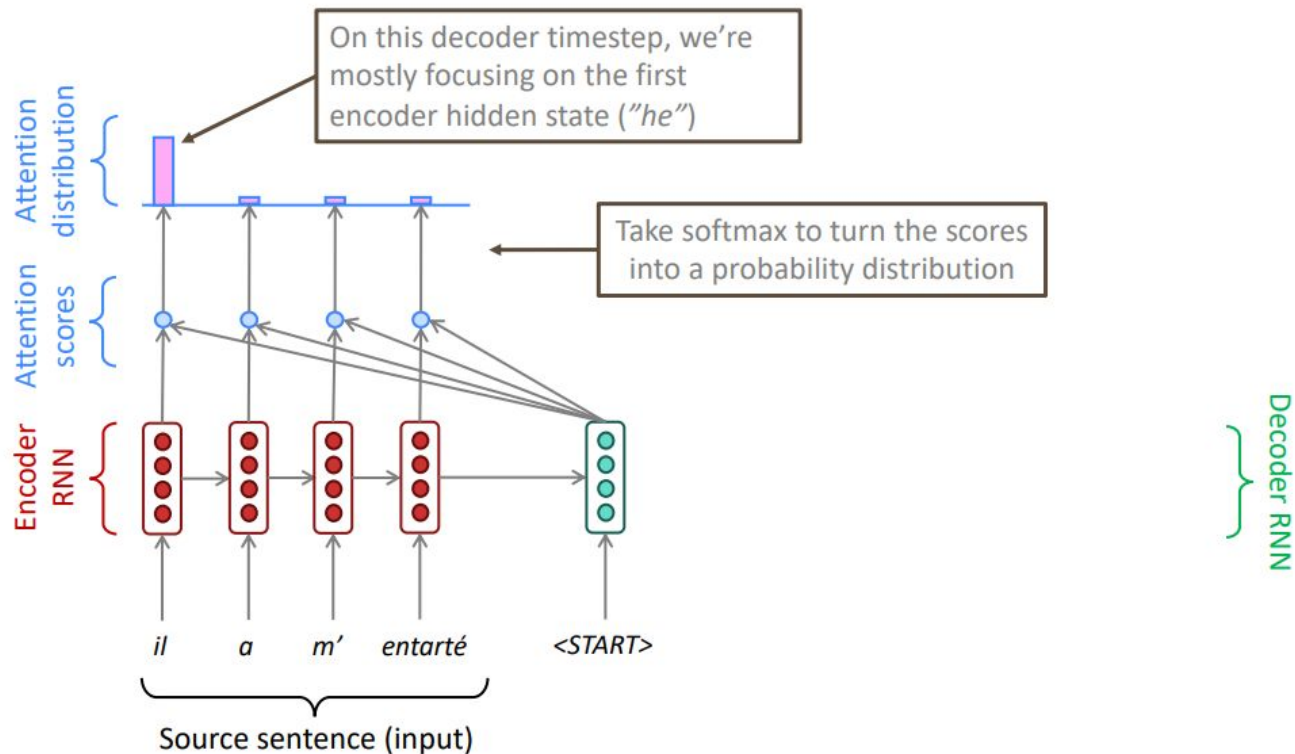 On this decoder timestep, we're
mostly focusing on the first
encoder hidden state ("he")
Attention
distribution
Take softmax to turn the scores
into a probability distribution
Attention
scores
Encoder
RNN
Decoder RNN
il a m' entarté <START>
Source sentence (input)